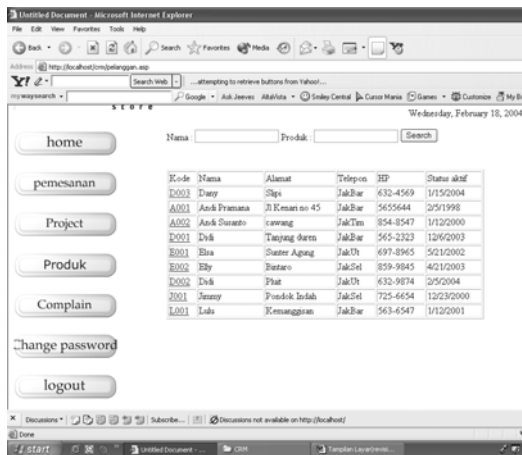 Untitled Document - Microsoft Internet Explorer
File Edit View Favorites Tools Help
Back Search Favorites Media
Address http://localhost/crm/pelanggan.asp
Y! Search Web ...attempting to retrieve buttons from Yahoo!...
mywaysearch Google Ask Jeeves AltaVista Smiley Central Cursor Mania Games Customize My B
store
Wednesday, February 18, 2004
home
pemesanan
Project
Produk
Complain
Change password
logout
Nama : Produk : Search
Kode Nama Alamat Telepon HP Status aktif
D003 Dany Slipi JakBar 632-4569 1/15/2004
A001 Andi Pramana Jl Kenari no 45 JakBar 5655644 2/5/1998
A002 Andi Susanto cawang JakTim 854-8547 1/12/2000
D001 Didi Tanjung duren JakBar 565-2323 12/6/2003
E001 Elsa Sunter Agung JakUt 697-8965 5/21/2002
E002 Elly Bintaro JakSel 859-9845 4/21/2003
D002 Didi Pluit JakUt 632-9874 2/5/2004
J001 Jimmy Pondok Indah JakSel 725-6654 12/23/2000
L001 Lulu Kemanggisan JakBar 563-6547 1/12/2001
Discussions Subscribe... Discussions not available on http://localhost/
Done
start Untitled Document - ... CRM Tampilan Layar(revisi...